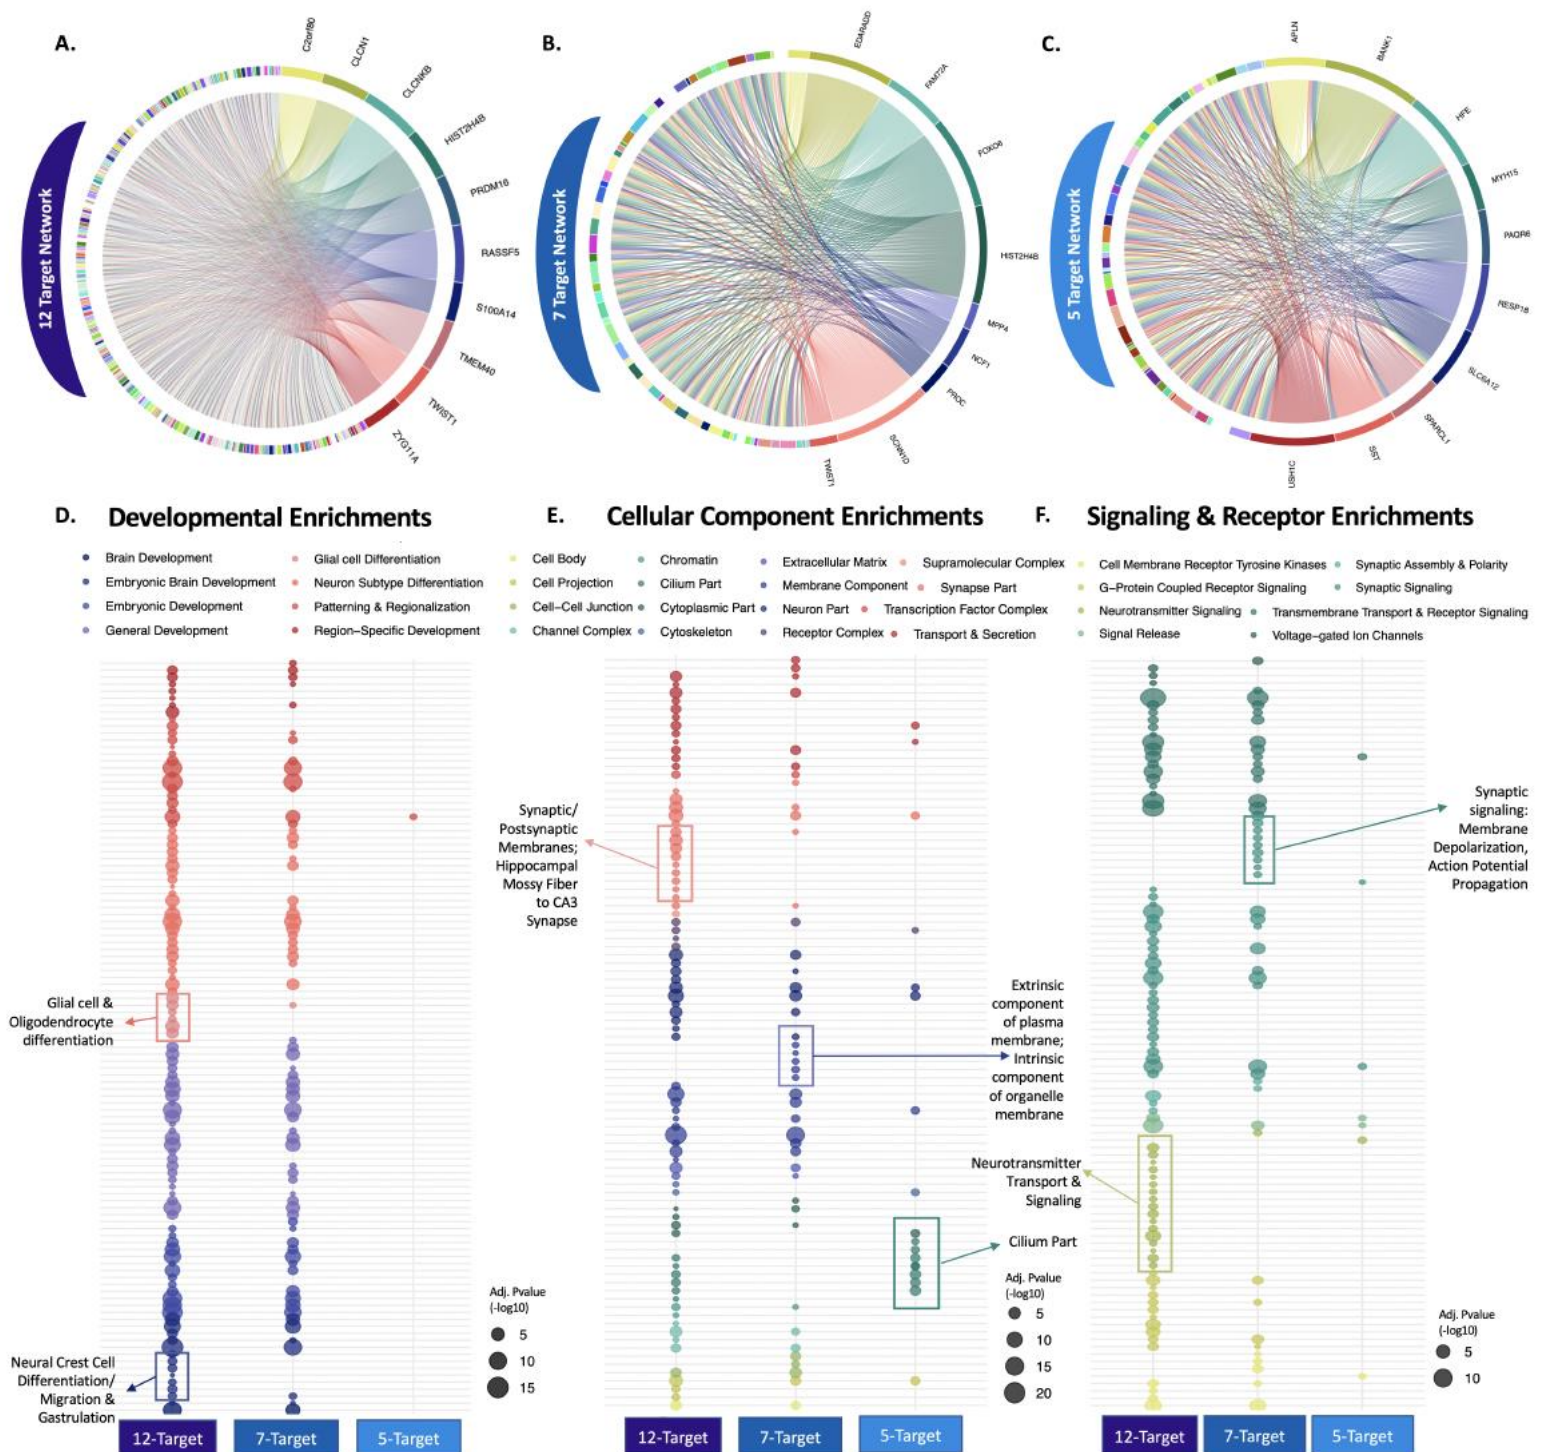 A.
B.
C.
C2orf80
CLCN1
CLCNKB
HIST2H4B
PRDM16
RASSF5
S100A14
TMEM40
TWIST1
ZYG11A
12 Target Network
EDARADD
FAM72A
FOXO6
HIST2H4B
MPP4
NCF1
PROC
SCNN1D
TWIST1
7 Target Network
APLN
BANK1
HFE
MYH15
PAQR6
RESP18
SLC6A12
SPARCL1
SST
USH1C
5 Target Network
D. Developmental Enrichments
Brain Development
Embryonic Brain Development
Embryonic Development
General Development
Glial cell Differentiation
Neuron Subtype Differentiation
Patterning & Regionalization
Region-Specific Development
Glial cell &
Oligodendrocyte
differentiation
Neural Crest Cell
Differentiation/
Migration &
Gastrulation
Adj. Pvalue
(-log10)
5
10
15
12-Target
7-Target
5-Target
E. Cellular Component Enrichments
Cell Body
Cell Projection
Cell-Cell Junction
Channel Complex
Chromatin
Cilium Part
Cytoplasmic Part
Cytoskeleton
Extracellular Matrix
Membrane Component
Neuron Part
Receptor Complex
Supramolecular Complex
Synapse Part
Transcription Factor Complex
Transport & Secretion
Synaptic/
Postsynaptic
Membranes;
Hippocampal
Mossy Fiber
to CA3
Synapse
Extrinsic
component
of plasma
membrane;
Intrinsic
component
of organelle
membrane
Cilium Part
Adj. Pvalue
(-log10)
5
10
15
20
12-Target
7-Target
5-Target
F. Signaling & Receptor Enrichments
Cell Membrane Receptor Tyrosine Kinases
G-Protein Coupled Receptor Signaling
Neurotransmitter Signaling
Signal Release
Synaptic Assembly & Polarity
Synaptic Signaling
Transmembrane Transport & Receptor Signaling
Voltage-gated Ion Channels
Synaptic
signaling:
Membrane
Depolarization,
Action Potential
Propagation
Neurotransmitter
Transport &
Signaling
Adj. Pvalue
(-log10)
5
10
12-Target
7-Target
5-Target